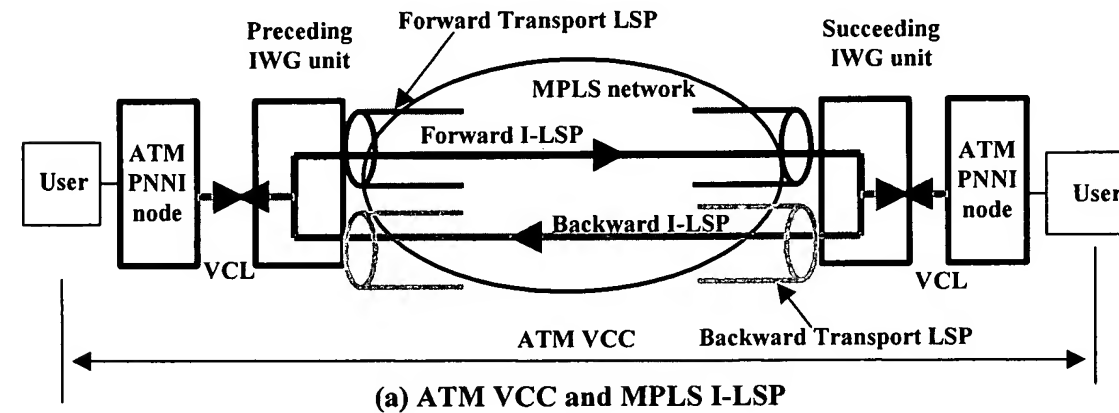 Forward Transport LSP
Preceding
IWG unit
Succeeding
IWG unit
MPLS network
Forward I-LSP
User
ATM
PNNI
node
ATM
PNNI
node
User
Backward I-LSP
VCL
VCL
Backward Transport LSP
ATM VCC
(a) ATM VCC and MPLS I-LSP